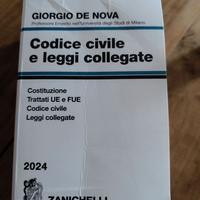 GIORGIO DE NOVA
Professore Emerito nell'Università degli Studi di Milano
Codice civile
e leggi collegate
Costituzione
Trattati UE e FUE
Codice civile
Leggi collegate
2024
ZANICHELLI